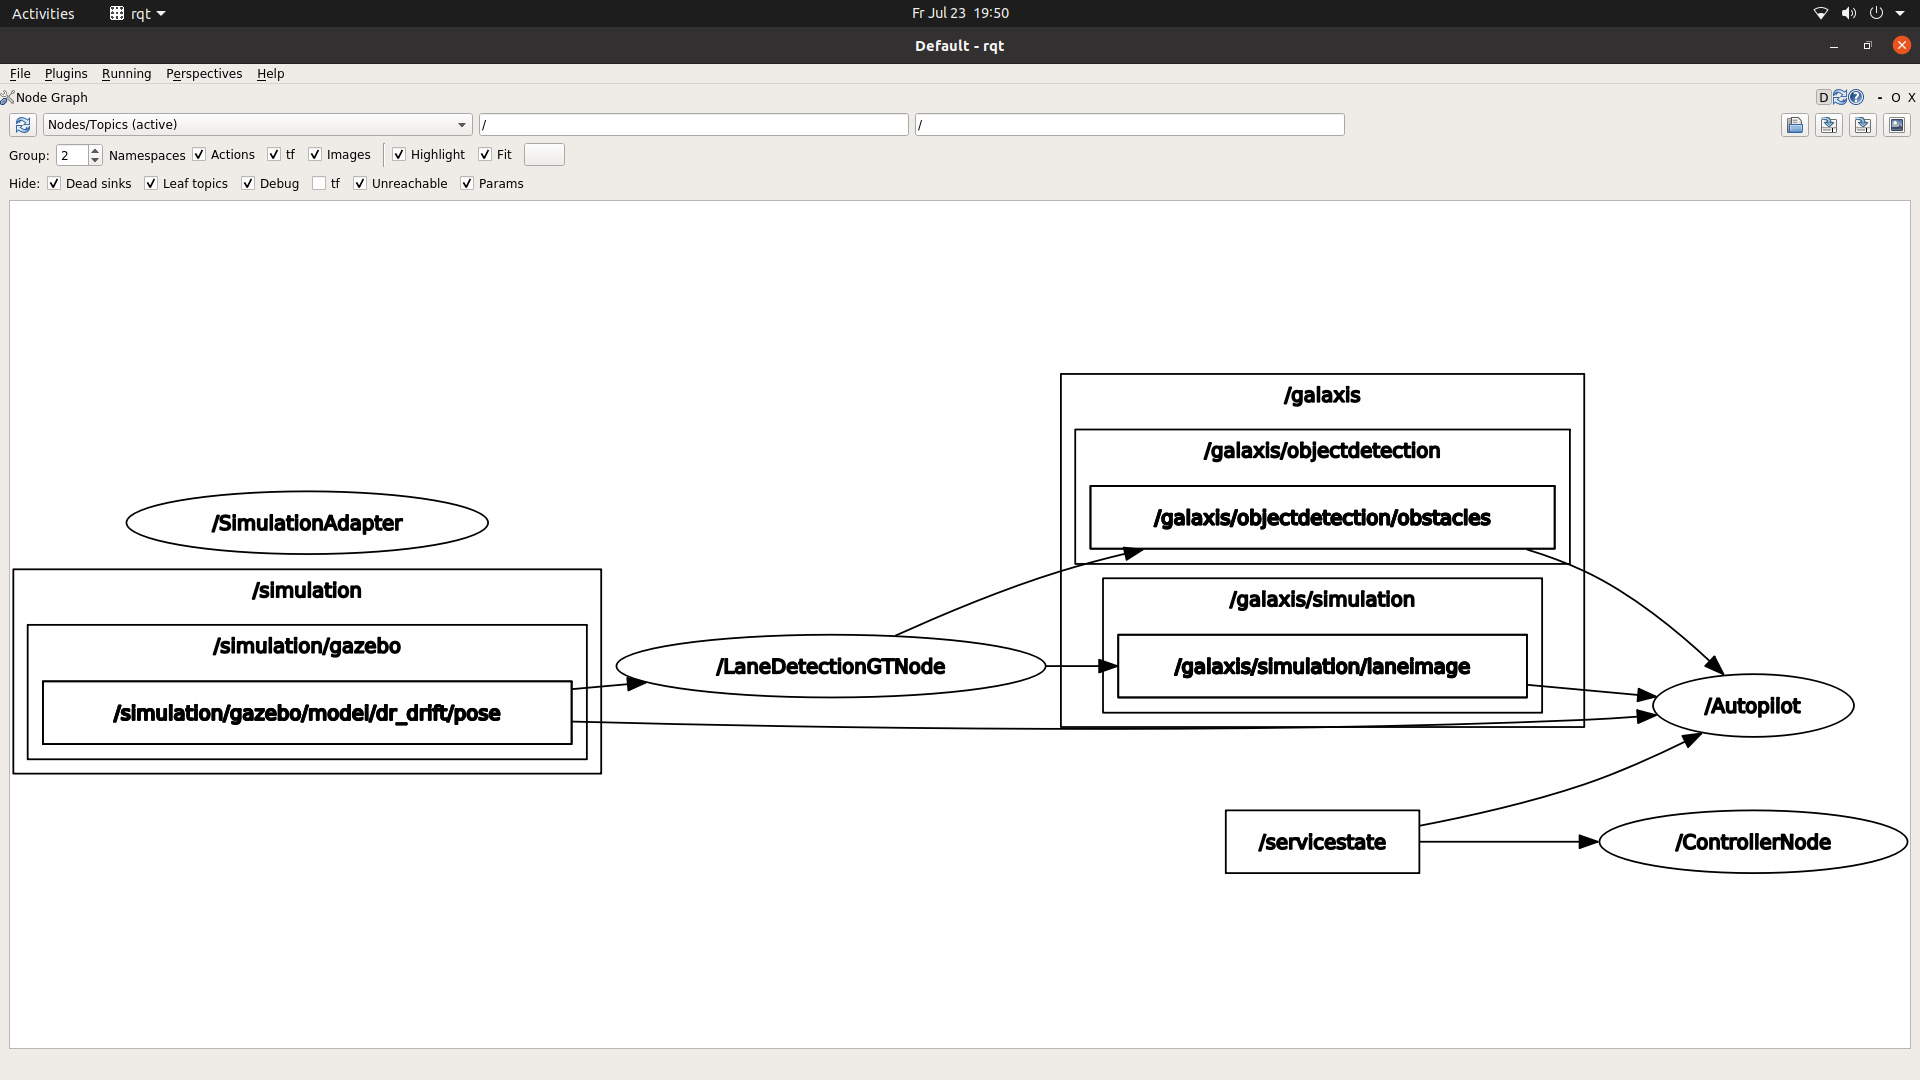 Activities rqt Fr Jul 23 19:50
Default - rqt
File Plugins Running Perspectives Help
Node Graph D - O X
Nodes/Topics (active) / /
Group: 2 Namespaces Actions tf Images Highlight Fit
Hide: Dead sinks Leaf topics Debug tf Unreachable Params
/galaxis
/galaxis/objectdetection
/galaxis/objectdetection/obstacles
/SimulationAdapter
/simulation
/galaxis/simulation
/simulation/gazebo
/LaneDetectionGTNode
/galaxis/simulation/laneimage
/simulation/gazebo/model/dr_drift/pose
/Autopilot
/servicestate
/ControllerNode